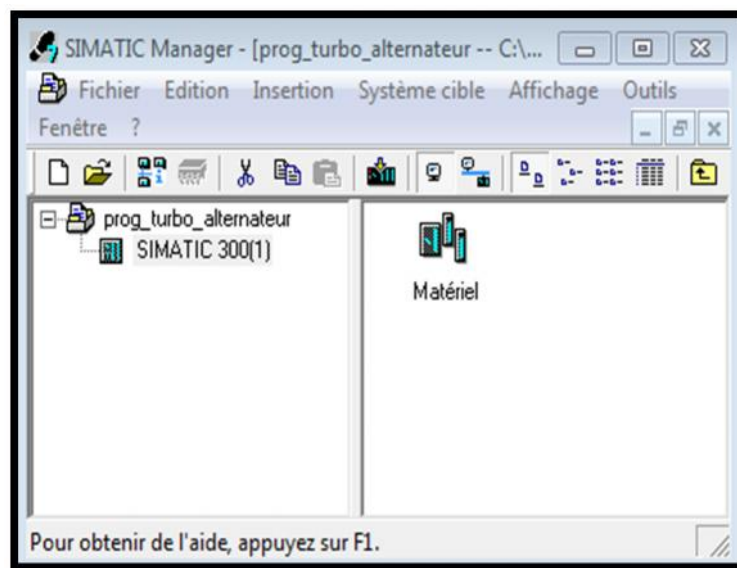 SIMATIC Manager - [prog_turbo_alternateur -- C:\...
Fichier Edition Insertion Système cible Affichage Outils
Fenêtre ?
prog_turbo_alternateur
SIMATIC 300(1)
Matériel
Pour obtenir de l'aide, appuyez sur F1.